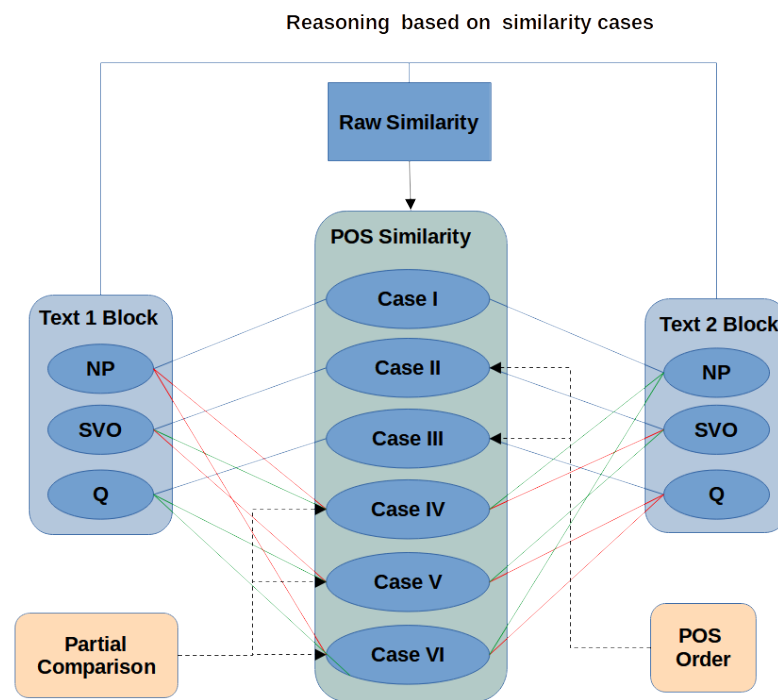 Reasoning based on similarity cases
Raw Similarity
POS Similarity
Case I
Case II
Case III
Case IV
Case V
Case VI
Text 1 Block
NP
SVO
Q
Text 2 Block
NP
SVO
Q
Partial
Comparison
POS
Order